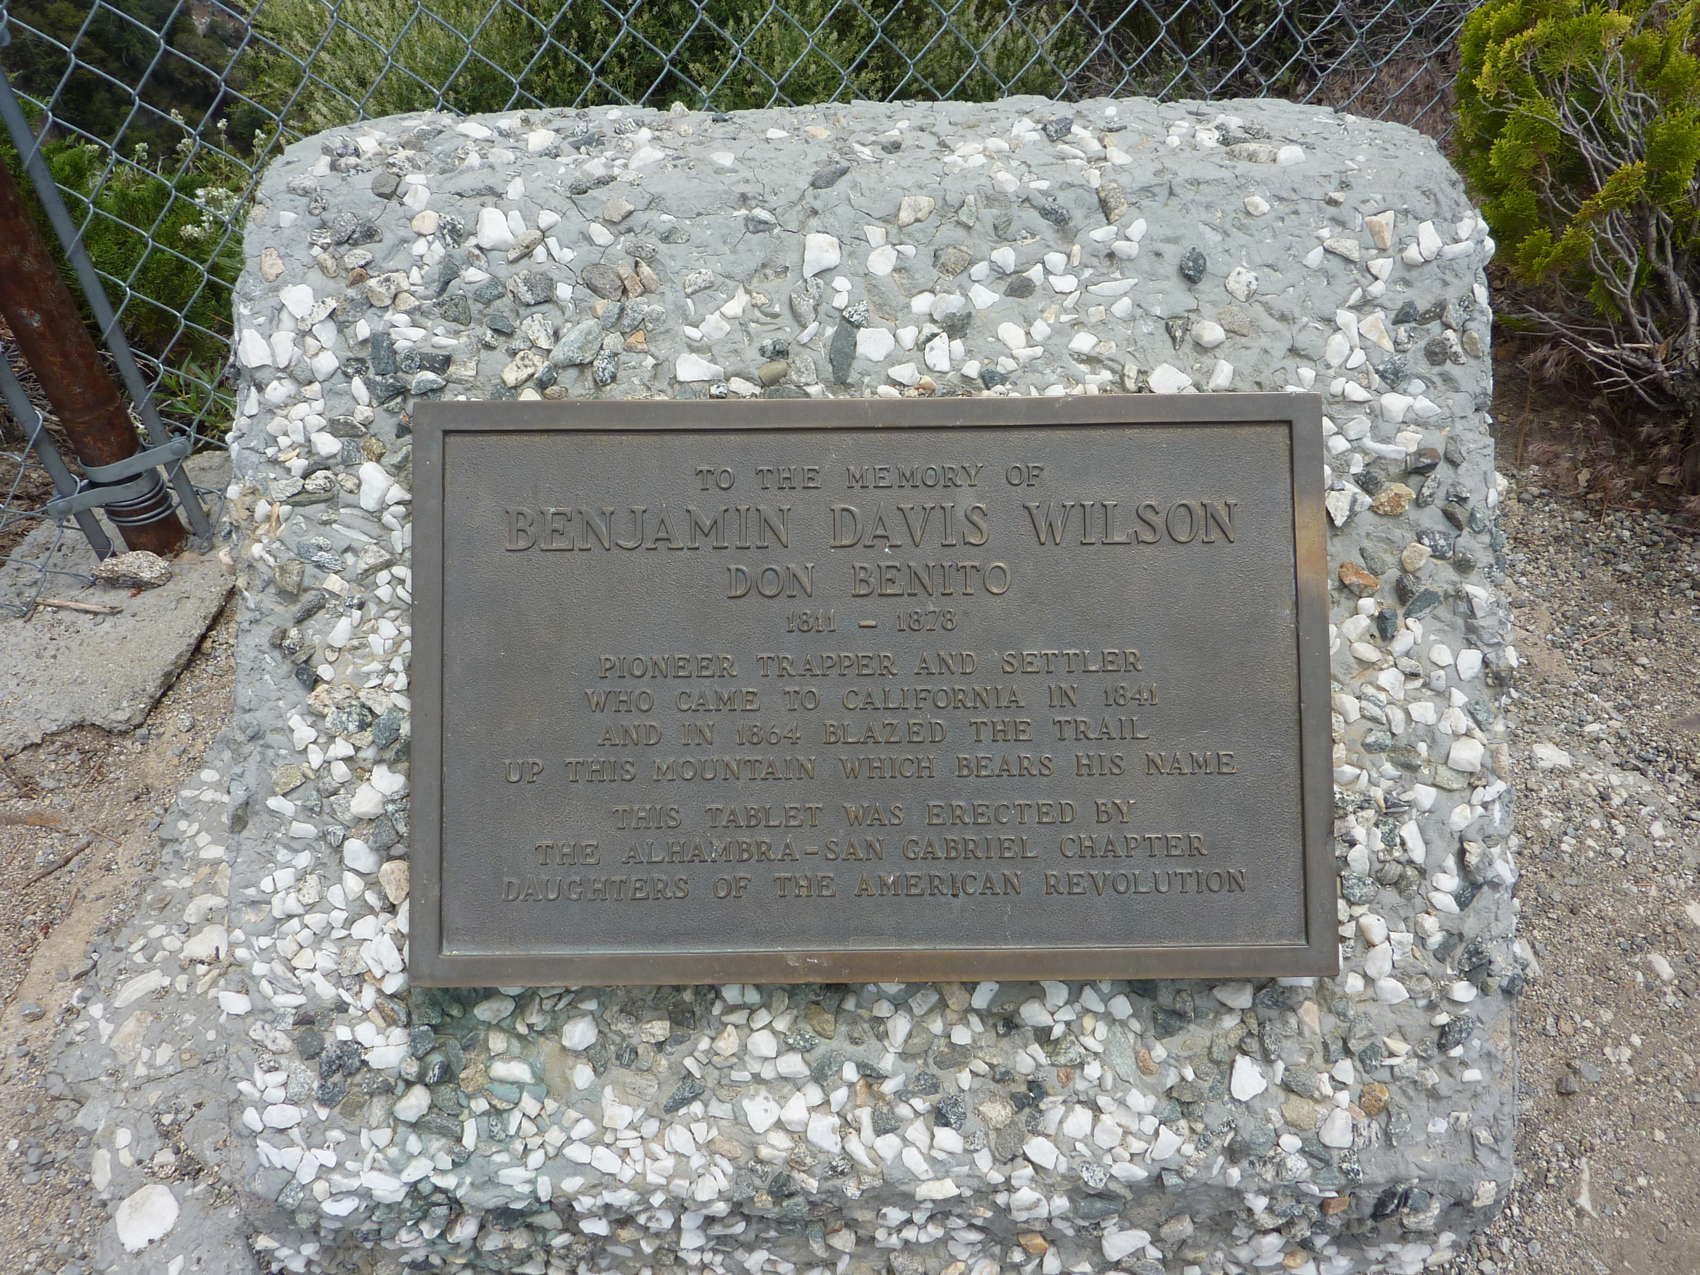 TO THE MEMORY OF
BENJAMIN DAVIS WILSON
DON BENITO
1811 - 1878
PIONEER TRAPPER AND SETTLER
WHO CAME TO CALIFORNIA IN 1841
AND IN 1864 BLAZED THE TRAIL
UP THIS MOUNTAIN WHICH BEARS HIS NAME
THIS TABLET WAS ERECTED BY
THE ALHAMBRA-SAN GABRIEL CHAPTER
DAUGHTERS OF THE AMERICAN REVOLUTION